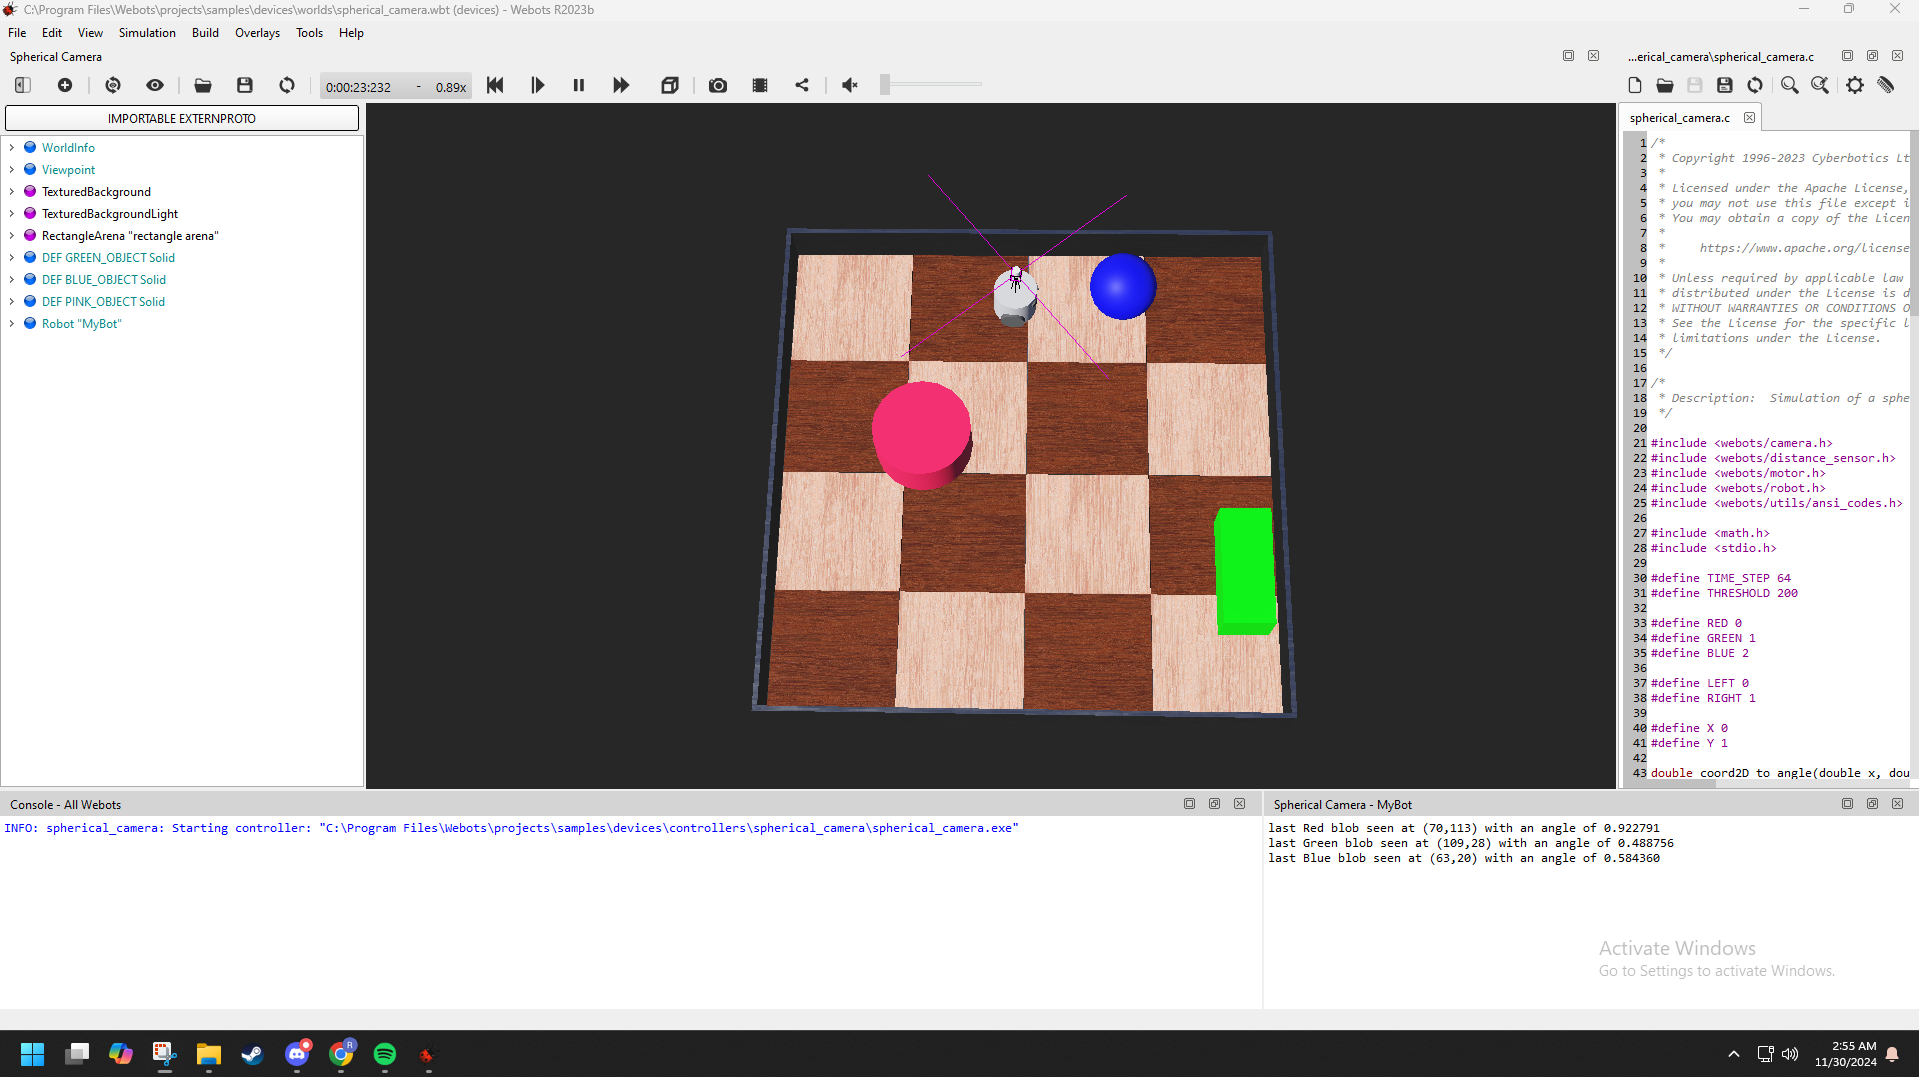 C:\Program Files\Webots\projects\samples\devices\worlds\spherical_camera.wbt (devices) - Webots R2023b
File Edit View Simulation Build Overlays Tools Help
Spherical Camera
...erical_camera\spherical_camera.c
0:00:23:232 - 0.89x
IMPORTABLE EXTERNPROTO
WorldInfo
Viewpoint
TexturedBackground
TexturedBackgroundLight
RectangleArena "rectangle arena"
DEF GREEN_OBJECT Solid
DEF BLUE_OBJECT Solid
DEF PINK_OBJECT Solid
Robot "MyBot"
spherical_camera.c
1 /*
2 * Copyright 1996-2023 Cyberbotics Lt
3 *
4 * Licensed under the Apache License,
5 * you may not use this file except i
6 * You may obtain a copy of the Licen
7 *
8 * https://www.apache.org/license
9 *
10 * Unless required by applicable law
11 * distributed under the License is d
12 * WITHOUT WARRANTIES OR CONDITIONS O
13 * See the License for the specific l
14 * limitations under the License.
15 */
16
17 /*
18 * Description:  Simulation of a sphe
19 */
20
21 #include <webots/camera.h>
22 #include <webots/distance_sensor.h>
23 #include <webots/motor.h>
24 #include <webots/robot.h>
25 #include <webots/utils/ansi_codes.h>
26
27 #include <math.h>
28 #include <stdio.h>
29
30 #define TIME_STEP 64
31 #define THRESHOLD 200
32
33 #define RED 0
34 #define GREEN 1
35 #define BLUE 2
36
37 #define LEFT 0
38 #define RIGHT 1
39
40 #define X 0
41 #define Y 1
42
43 double coord2D_to_angle(double x, dou
Console - All Webots
INFO: spherical_camera: Starting controller: "C:\Program Files\Webots\projects\samples\devices\controllers\spherical_camera\spherical_camera.exe"
Spherical Camera - MyBot
last Red blob seen at (70,113) with an angle of 0.922791
last Green blob seen at (109,28) with an angle of 0.488756
last Blue blob seen at (63,20) with an angle of 0.584360
Activate Windows
Go to Settings to activate Windows.
R
2:55 AM
11/30/2024